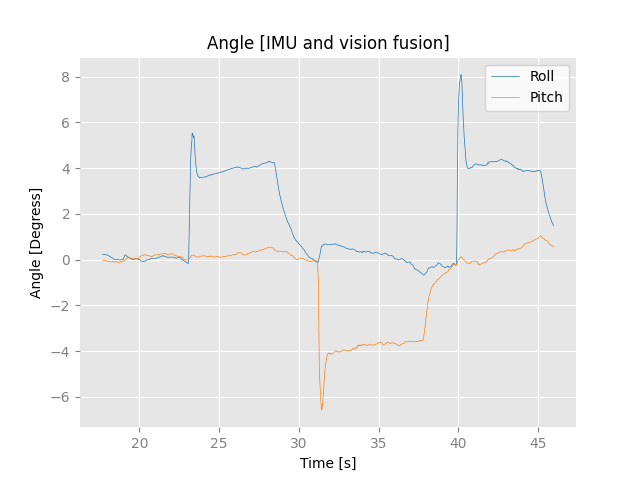 Angle [IMU and vision fusion]
Roll
Pitch
8
6
4
2
0
−2
−4
−6
Angle [Degress]
20 25 30 35 40 45
Time [s]